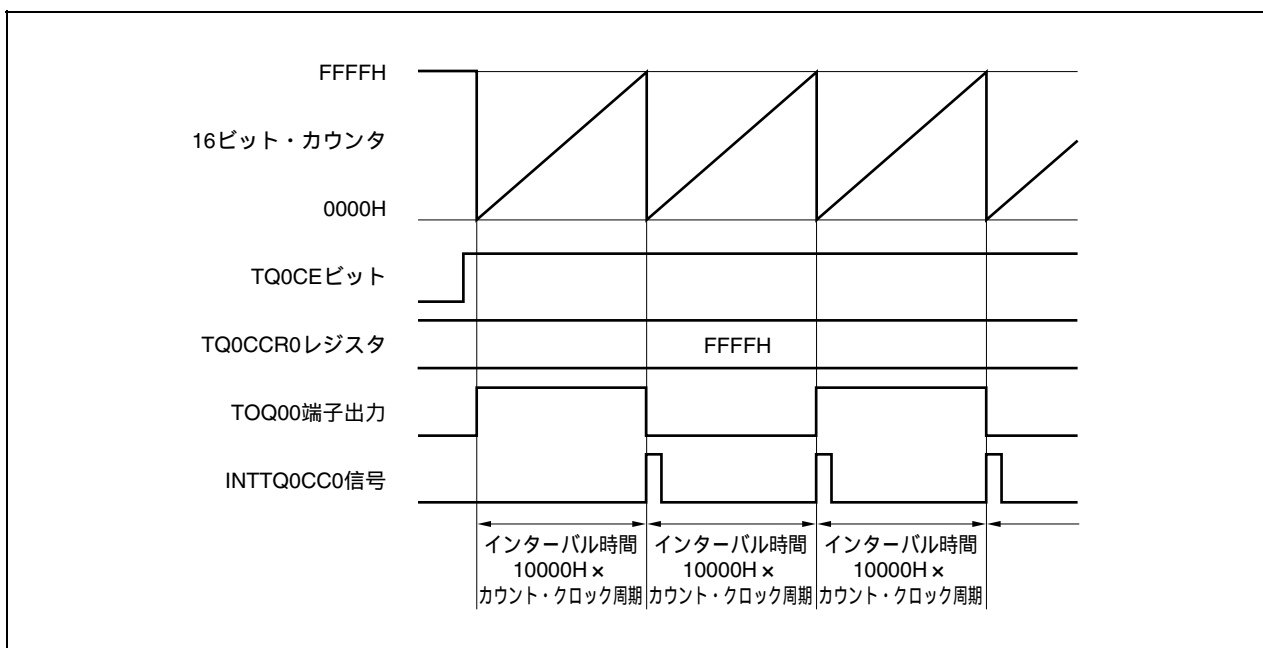 FFFFH
16ビット・カウンタ
0000H
TQ0CEビット
TQ0CCR0レジスタ
FFFFH
TOQ00端子出力
INTTQ0CC0信号
インターバル時間 インターバル時間 インターバル時間
10000H× 10000H× 10000H×
カウント・クロック周期 カウント・クロック周期 カウント・クロック周期